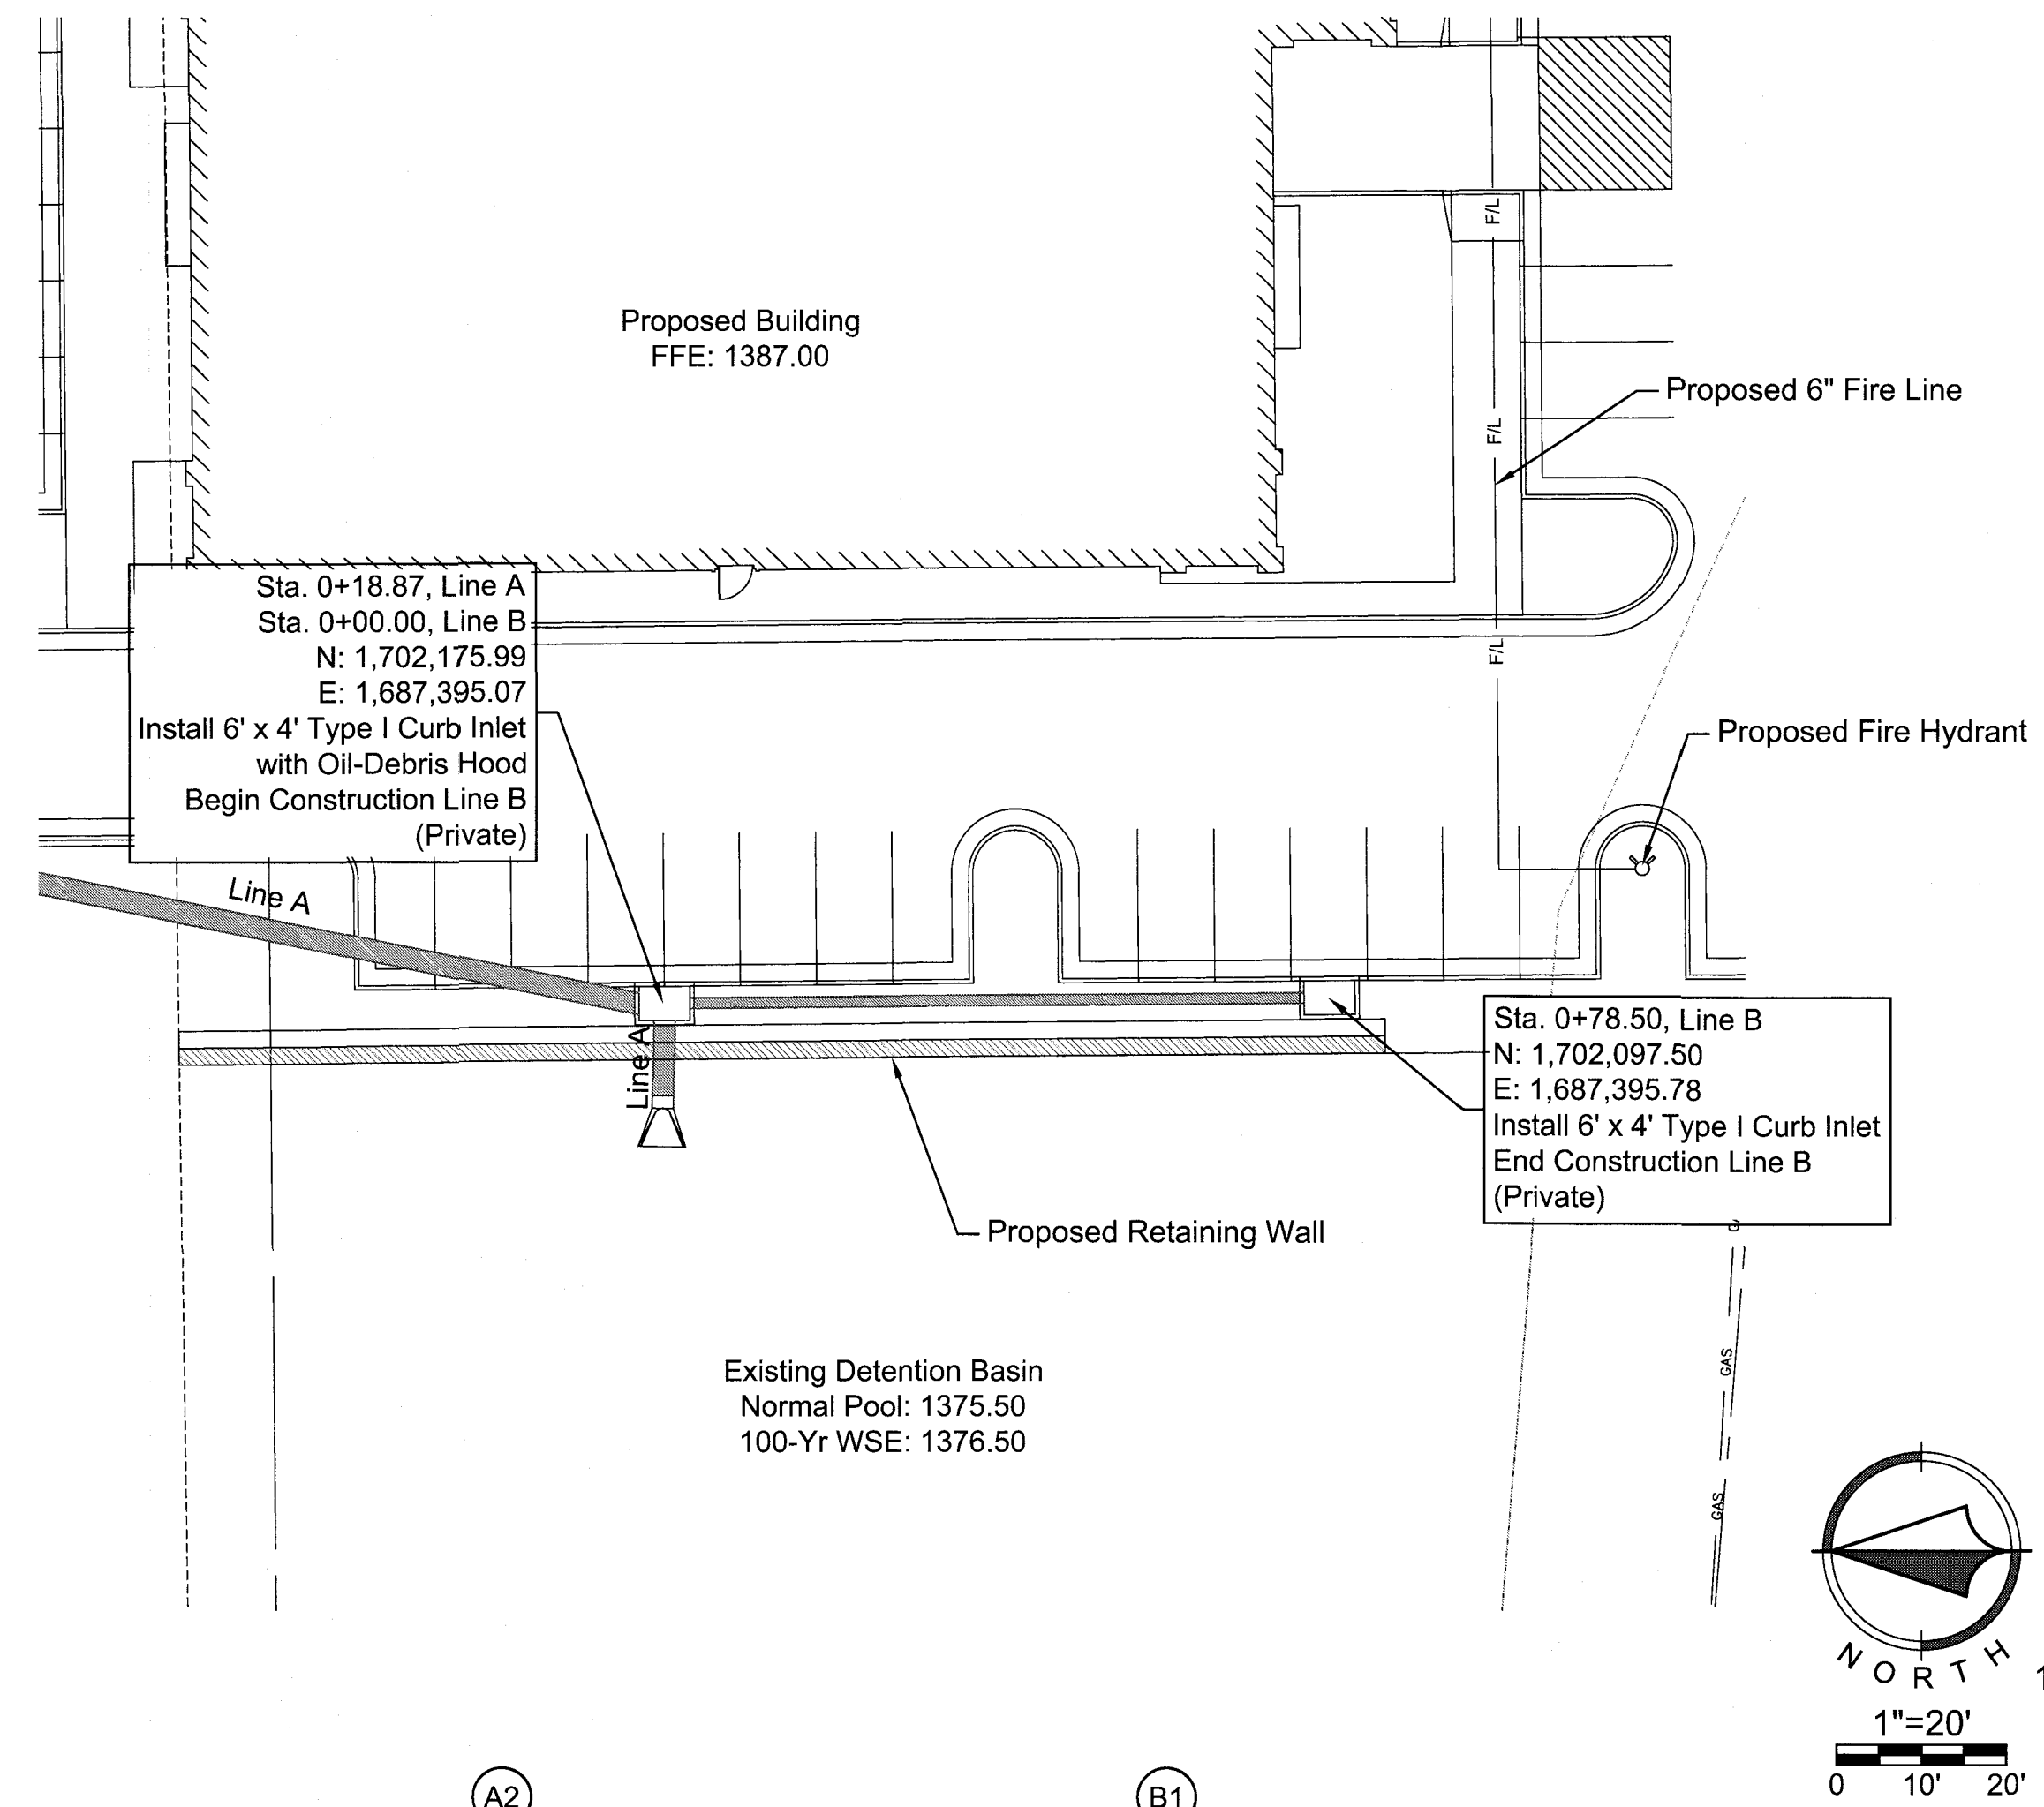 Proposed Building
FFE: 1387.00
F/L
F/L
F/L
Proposed 6" Fire Line
Sta. 0+18.87, Line A
Sta. 0+00.00, Line B
N: 1,702,175.99
E: 1,687,395.07
Install 6' x 4' Type I Curb Inlet
with Oil-Debris Hood
Begin Construction Line B
(Private)
Proposed Fire Hydrant
Line A
Line A
Sta. 0+78.50, Line B
N: 1,702,097.50
E: 1,687,395.78
Install 6' x 4' Type I Curb Inlet
End Construction Line B
(Private)
Proposed Retaining Wall
Existing Detention Basin
Normal Pool: 1375.50
100-Yr WSE: 1376.50
GAS
GAS
NORTH
1"=20'
0 10' 20'
A2
B1